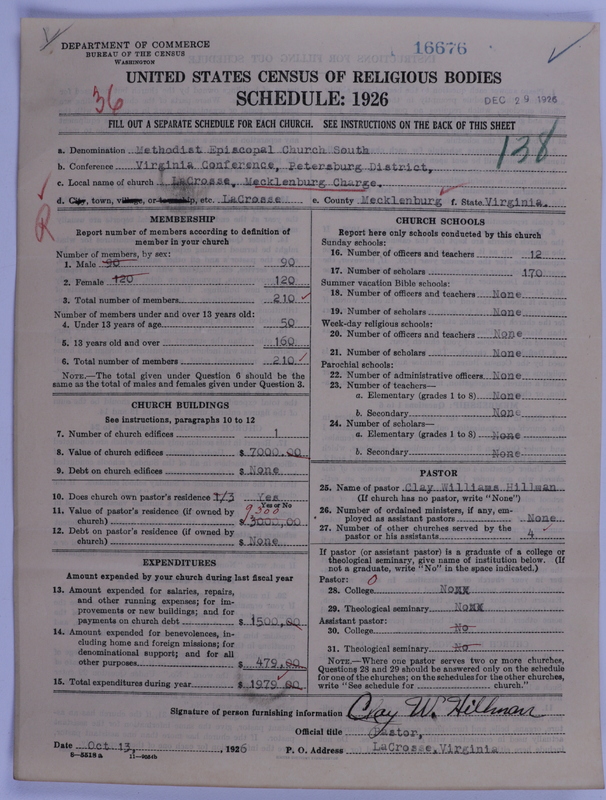 DEPARTMENT OF COMMERCE
BUREAU OF THE CENSUS
WASHINGTON
16676
UNITED STATES CENSUS OF RELIGIOUS BODIES
SCHEDULE: 1926
36
DEC 29 1926
FILL OUT A SEPARATE SCHEDULE FOR EACH CHURCH. SEE INSTRUCTIONS ON THE BACK OF THIS SHEET
138
a. Denomination Methodist Episcopal Church South
b. Conference Virginia Conference, Petersburg District,
c. Local name of church LaCrosse, Mecklenburg Charge.
d. City, town, village, or township, etc. LaCrosse e. County Mecklenburg f. State Virginia.
R
MEMBERSHIP
Report number of members according to definition of member in your church
Number of members, by sex:
1. Male 90 90
2. Female 120 120
3. Total number of members 210
Number of members under and over 13 years old:
4. Under 13 years of age 50
5. 13 years old and over 160
6. Total number of members 210
NOTE.—The total given under Question 6 should be
same as the total of males and females given under Question 3.
CHURCH BUILDINGS
See instructions, paragraphs 10 to 12
7. Number of church edifices 1
8. Value of church edifices $ 7000.00
9. Debt on church edifices $ None
10. Does church own pastor's residence 1/3 Yes
Yes or No
11. Value of pastor's residence (if owned by
church) $ 3000,00
9300
12. Debt on pastor's residence (if owned by
church) $ None
EXPENDITURES
Amount expended by your church during last fiscal year
13. Amount expended for salaries, repairs,
and other running expenses; for im-
provements or new buildings; and for
payments on church debt $ 1500,00
14. Amount expended for benevolences, in-
cluding home and foreign missions; for
denominational support; and for all
other purposes $ 479.00
15. Total expenditures during year $ 1979.00
CHURCH SCHOOLS
Report here only schools conducted by this church
Sunday schools:
16. Number of officers and teachers 12
17. Number of scholars 170
Summer vacation Bible schools:
18. Number of officers and teachers None
19. Number of scholars None
Week-day religious schools:
20. Number of officers and teachers None
21. Number of scholars None
Parochial schools:
22. Number of administrative officers None
23. Number of teachers—
a. Elementary (grades 1 to 8) None
b. Secondary None
24. Number of scholars—
a. Elementary (grades 1 to 8) None
b. Secondary None
PASTOR
25. Name of pastor Clay Williams Hillman
(If church has no pastor, write "None")
26. Number of ordained ministers, if any, em-
ployed as assistant pastors None
27. Number of other churches served by the
pastor or his assistants 4
If pastor (or assistant pastor) is a graduate of a college or
theological seminary, give name of institution below. (If
not a graduate, write "No" in the space indicated.)
Pastor: 0
28. College No
29. Theological seminary No
Assistant pastor:
30. College No
31. Theological seminary No
NOTE.—Where one pastor serves two or more churches,
Questions 28 and 29 should be answered only on the schedule
for one of the churches; on the schedules for the other churches,
write "See schedule for church."
Signature of person furnishing information Clay W. Hillman
Official title Pastor,
Date Oct 13, 1926 P. O. Address LaCrosse, Virginia
8—5518a